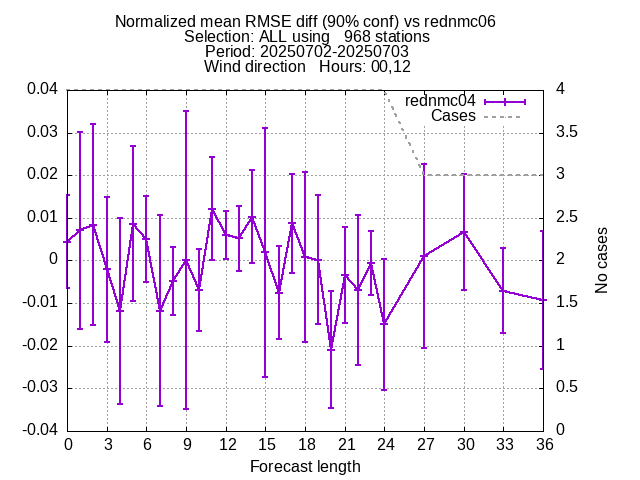 Normalized mean RMSE diff (90% conf) vs rednmc06
Selection: ALL using   968 stations
Period: 20250702-20250703
Wind direction   Hours: 00,12
0.04
0.03
0.02
0.01
0
-0.01
-0.02
-0.03
-0.04
rednmc04
Cases
4
3.5
3
2.5
2
1.5
1
0.5
0
No cases
0 3 6 9 12 15 18 21 24 27 30 33 36
Forecast length